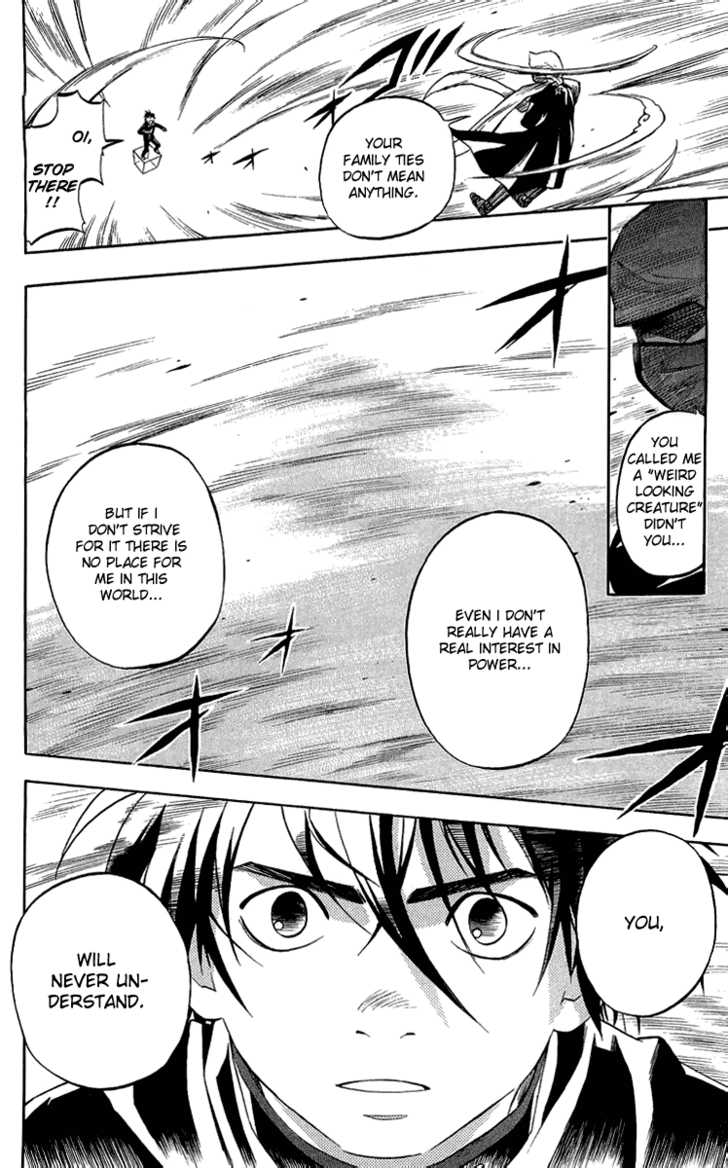 YOUR
FAMILY TIES
DON'T MEAN
ANYTHING.
OI,
STOP
THERE
!!
YOU
CALLED ME
A "WEIRD
LOOKING
CREATURE"
DIDN'T
YOU...
EVEN I DON'T
REALLY HAVE A
REAL INTEREST IN
POWER...
BUT IF I
DON'T STRIVE
FOR IT THERE IS
NO PLACE FOR
ME IN THIS
WORLD...
YOU,
WILL
NEVER UN-
DERSTAND.